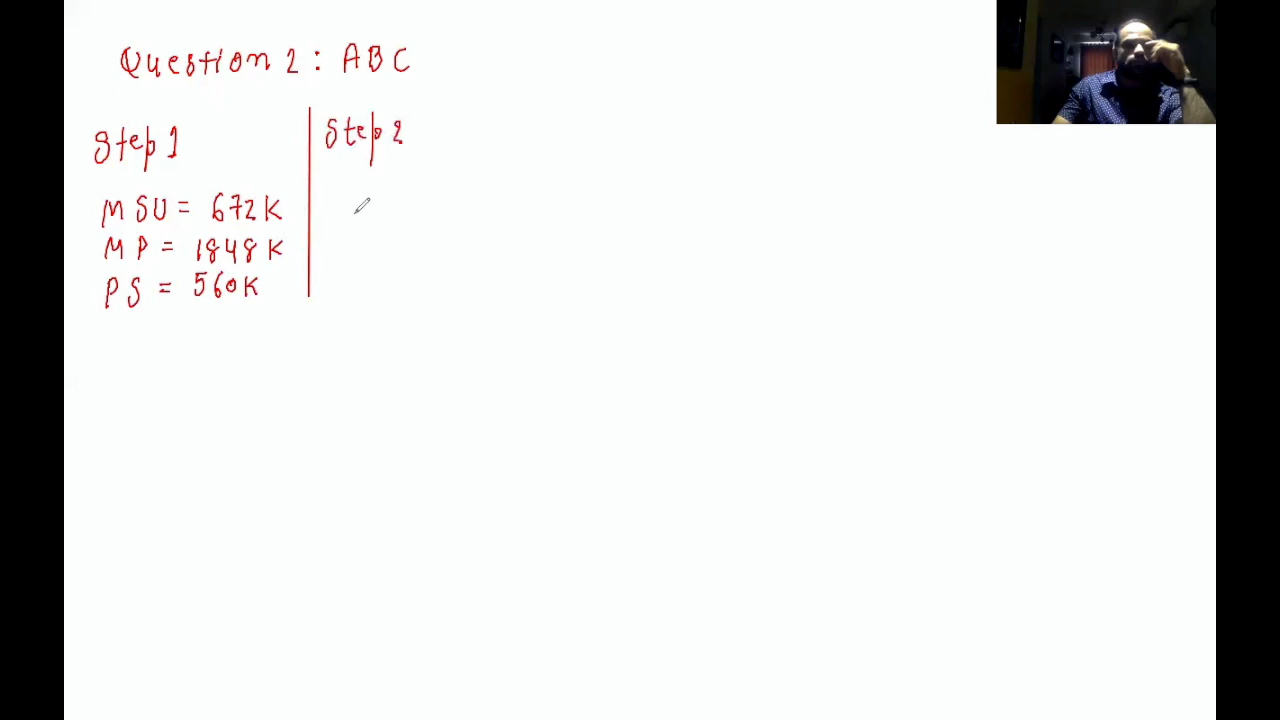 Question 2 : ABC
Step 1
MSU = 672K
MP = 1848K
PS = 560K
Step 2